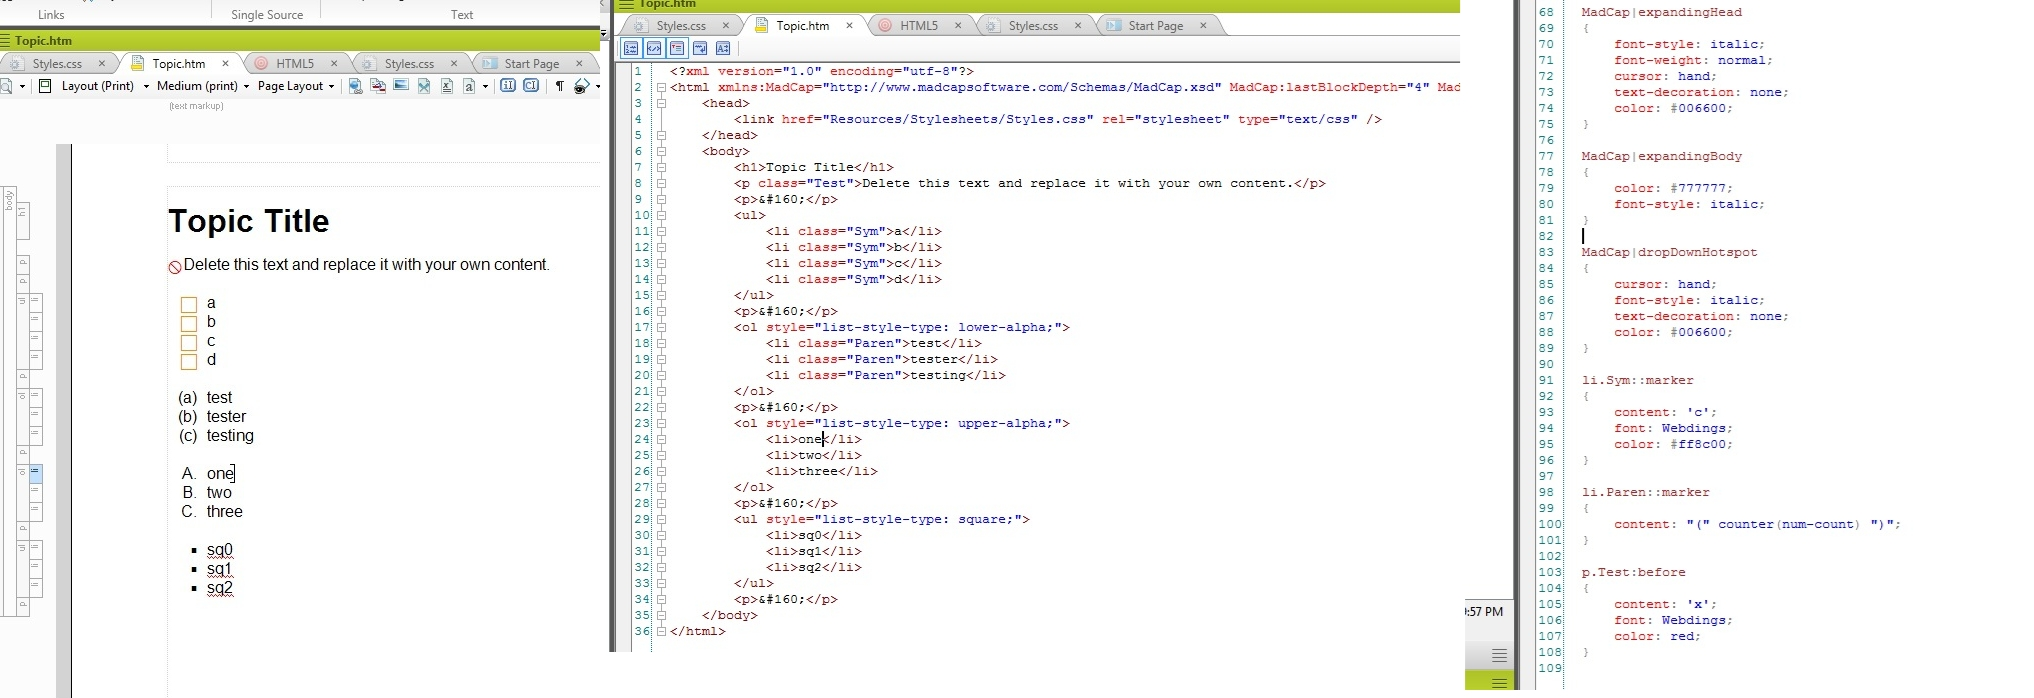 Links
Single Source
Text
Topic.htm
Styles.css
Topic.htm
HTML5
Styles.css
Start Page
Layout (Print)
Medium (print)
Page Layout
(text markup)
body
h1
Topic Title
Delete this text and replace it with your own content.
a
b
c
d
(a) test
(b) tester
(c) testing
A. one
B. two
C. three
sq0
sq1
sq2
Topic.htm
Styles.css
Topic.htm
HTML5
Styles.css
Start Page
1 <?xml version="1.0" encoding="utf-8"?>
2 <html xmlns:MadCap="http://www.madcapsoftware.com/Schemas/MadCap.xsd" MadCap:lastBlockDepth="4" Mad
3 <head>
4 <link href="Resources/Stylesheets/Styles.css" rel="stylesheet" type="text/css" />
5 </head>
6 <body>
7 <h1>Topic Title</h1>
8 <p class="Test">Delete this text and replace it with your own content.</p>
9 <p>&#160;</p>
10 <ul>
11 <li class="Sym">a</li>
12 <li class="Sym">b</li>
13 <li class="Sym">c</li>
14 <li class="Sym">d</li>
15 </ul>
16 <p>&#160;</p>
17 <ol style="list-style-type: lower-alpha;">
18 <li class="Paren">test</li>
19 <li class="Paren">tester</li>
20 <li class="Paren">testing</li>
21 </ol>
22 <p>&#160;</p>
23 <ol style="list-style-type: upper-alpha;">
24 <li>one</li>
25 <li>two</li>
26 <li>three</li>
27 </ol>
28 <p>&#160;</p>
29 <ul style="list-style-type: square;">
30 <li>sq0</li>
31 <li>sq1</li>
32 <li>sq2</li>
33 </ul>
34 <p>&#160;</p>
35 </body>
36 </html>
:57 PM
68 MadCap|expandingHead
69 {
70 font-style: italic;
71 font-weight: normal;
72 cursor: hand;
73 text-decoration: none;
74 color: #006600;
75 }
76
77 MadCap|expandingBody
78 {
79 color: #777777;
80 font-style: italic;
81 }
82
83 MadCap|dropDownHotspot
84 {
85 cursor: hand;
86 font-style: italic;
87 text-decoration: none;
88 color: #006600;
89 }
90
91 li.Sym::marker
92 {
93 content: 'c';
94 font: Webdings;
95 color: #ff8c00;
96 }
97
98 li.Paren::marker
99 {
100 content: "(" counter(num-count) ")";
101 }
102
103 p.Test:before
104 {
105 content: 'x';
106 font: Webdings;
107 color: red;
108 }
109